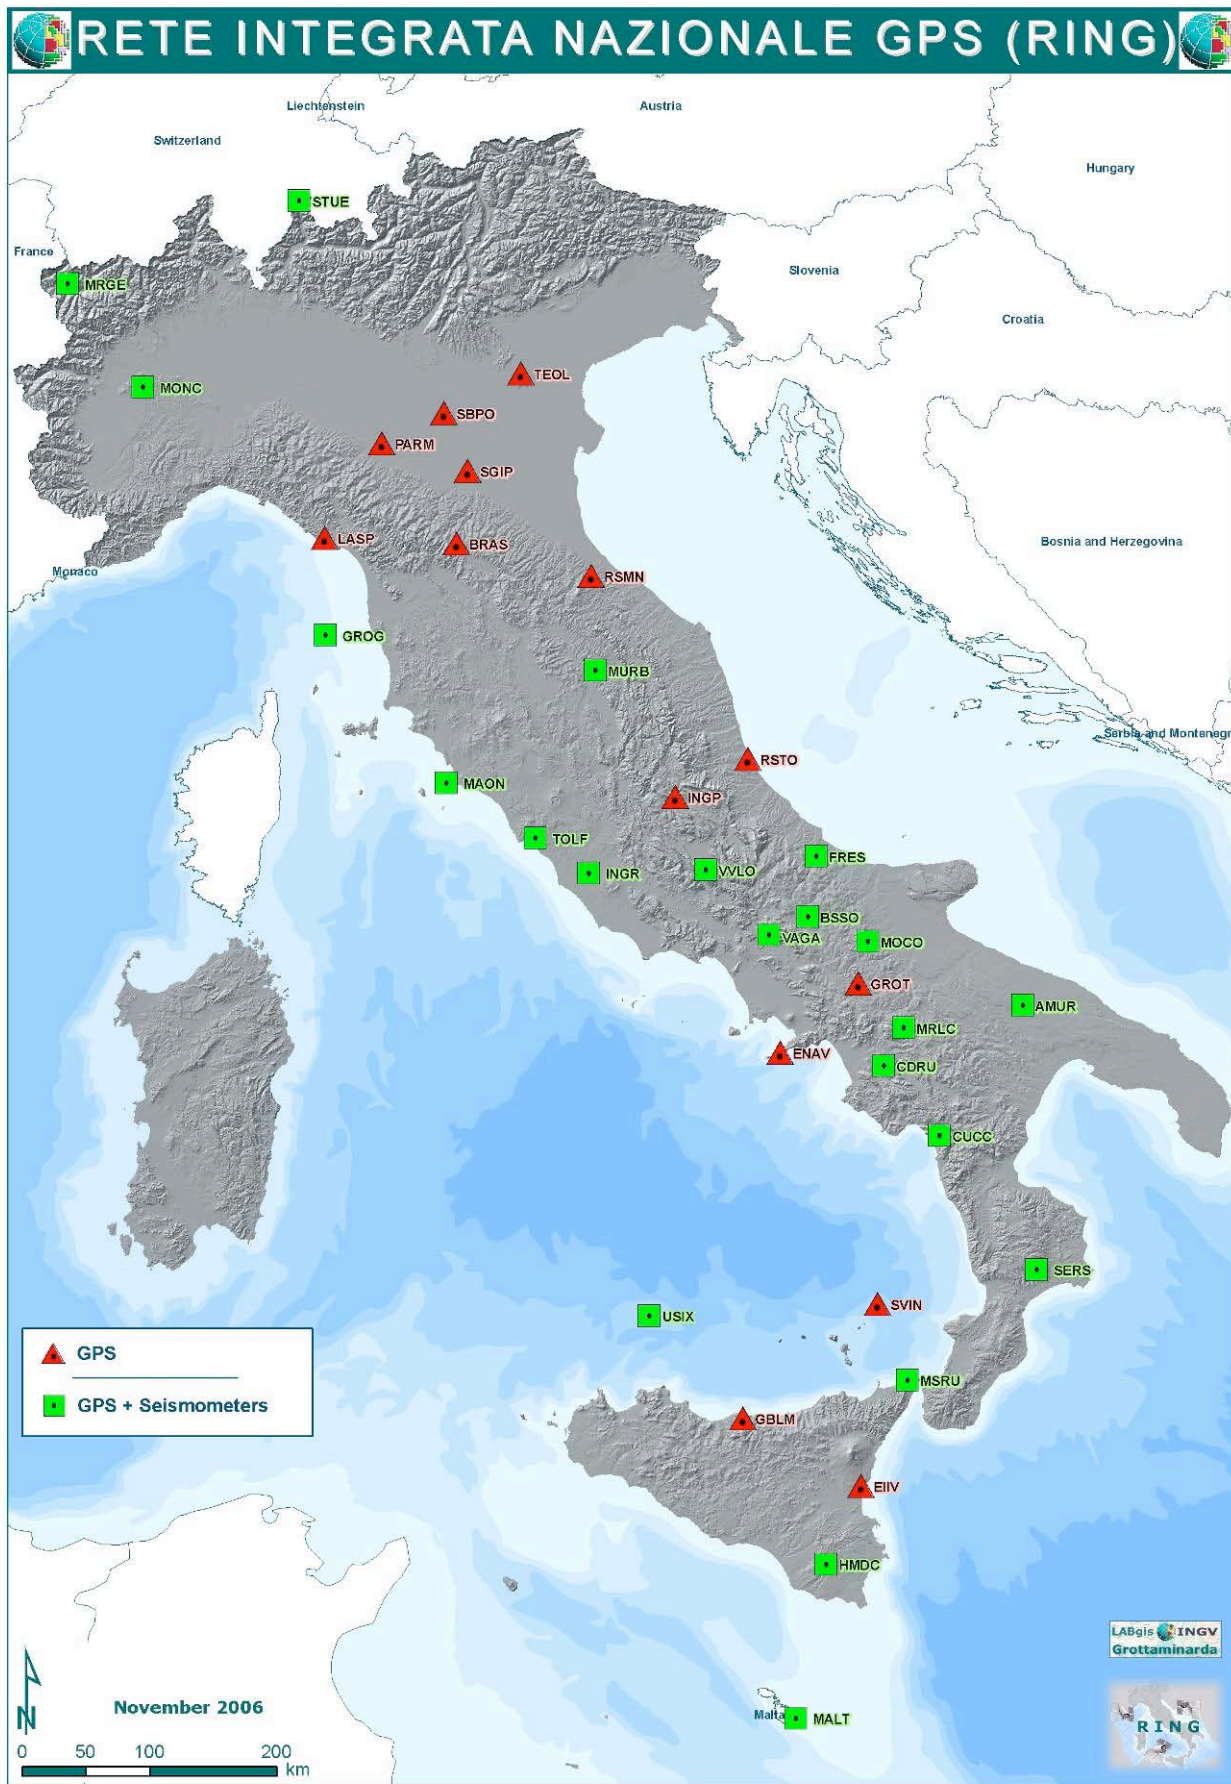 RETE INTEGRATA NAZIONALE GPS (RING)
Liechtenstein
Austria
Switzerland
Hungary
STUE
France
Slovenia
MRGE
Croatia
TEOL
MONC
SBPO
PARM
SGIP
LASP
BRAS
Bosnia and Herzegovina
Monaco
RSMN
GROG
MURB
Serbia and Montenegr
RSTO
MAON
INGP
TOLF
FRES
INGR
VVLO
BSSO
VAGA
MOCO
GROT
AMUR
MRLC
ENAV
CDRU
CUCC
SERS
SVIN
USIX
GPS
MSRU
GPS + Seismometers
GBLM
EIIV
HMDC
LABgis INGV
Grottaminarda
November 2006
N
Malta
MALT
RING
0 50 100 200
km